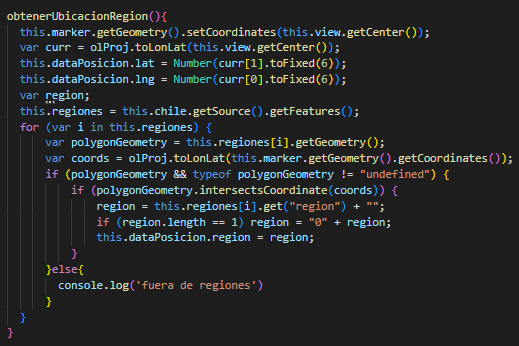 obtenerUbicacionRegion(){
this.marker.getGeometry().setCoordinates(this.view.getCenter());
var curr = olProj.toLonLat(this.view.getCenter());
this.dataPosicion.lat = Number(curr[1].toFixed(6));
this.dataPosicion.lng = Number(curr[0].toFixed(6));
var region;
this.regiones = this.chile.getSource().getFeatures();
for (var i in this.regiones) {
var polygonGeometry = this.regiones[i].getGeometry();
var coords = olProj.toLonLat(this.marker.getGeometry().getCoordinates());
if (polygonGeometry && typeof polygonGeometry != "undefined") {
if (polygonGeometry.intersectsCoordinate(coords)) {
region = this.regiones[i].get("region") + "";
if (region.length == 1) region = "0" + region;
this.dataPosicion.region = region;
}
}else{
console.log('fuera de regiones')
}
}
}